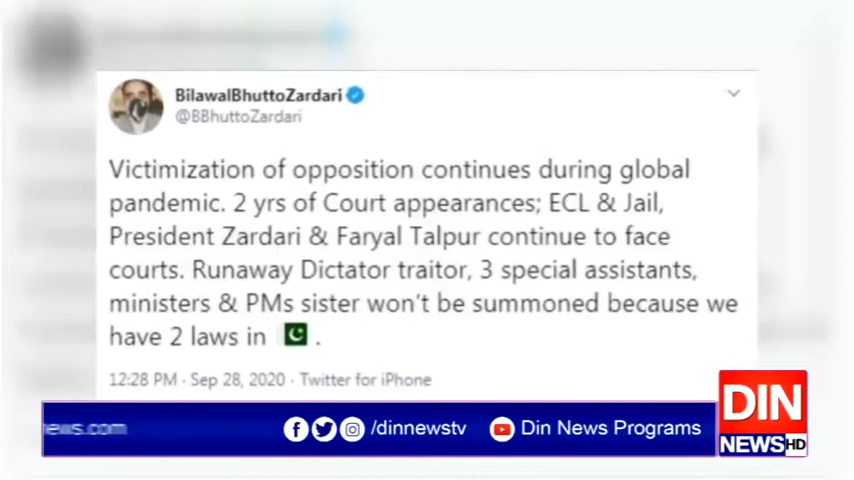 BilawalBhuttoZardari
@BBhuttoZardari
Victimization of opposition continues during global
pandemic. 2 yrs of Court appearances; ECL & Jail,
President Zardari & Faryal Talpur continue to face
courts. Runaway Dictator traitor, 3 special assistants,
ministers & PMs sister won't be summoned because we
have 2 laws in 🇵🇰 .
12:28 PM · Sep 28, 2020 · Twitter for iPhone
news.com
/dinnewstv
Din News Programs
DIN
NEWS HD